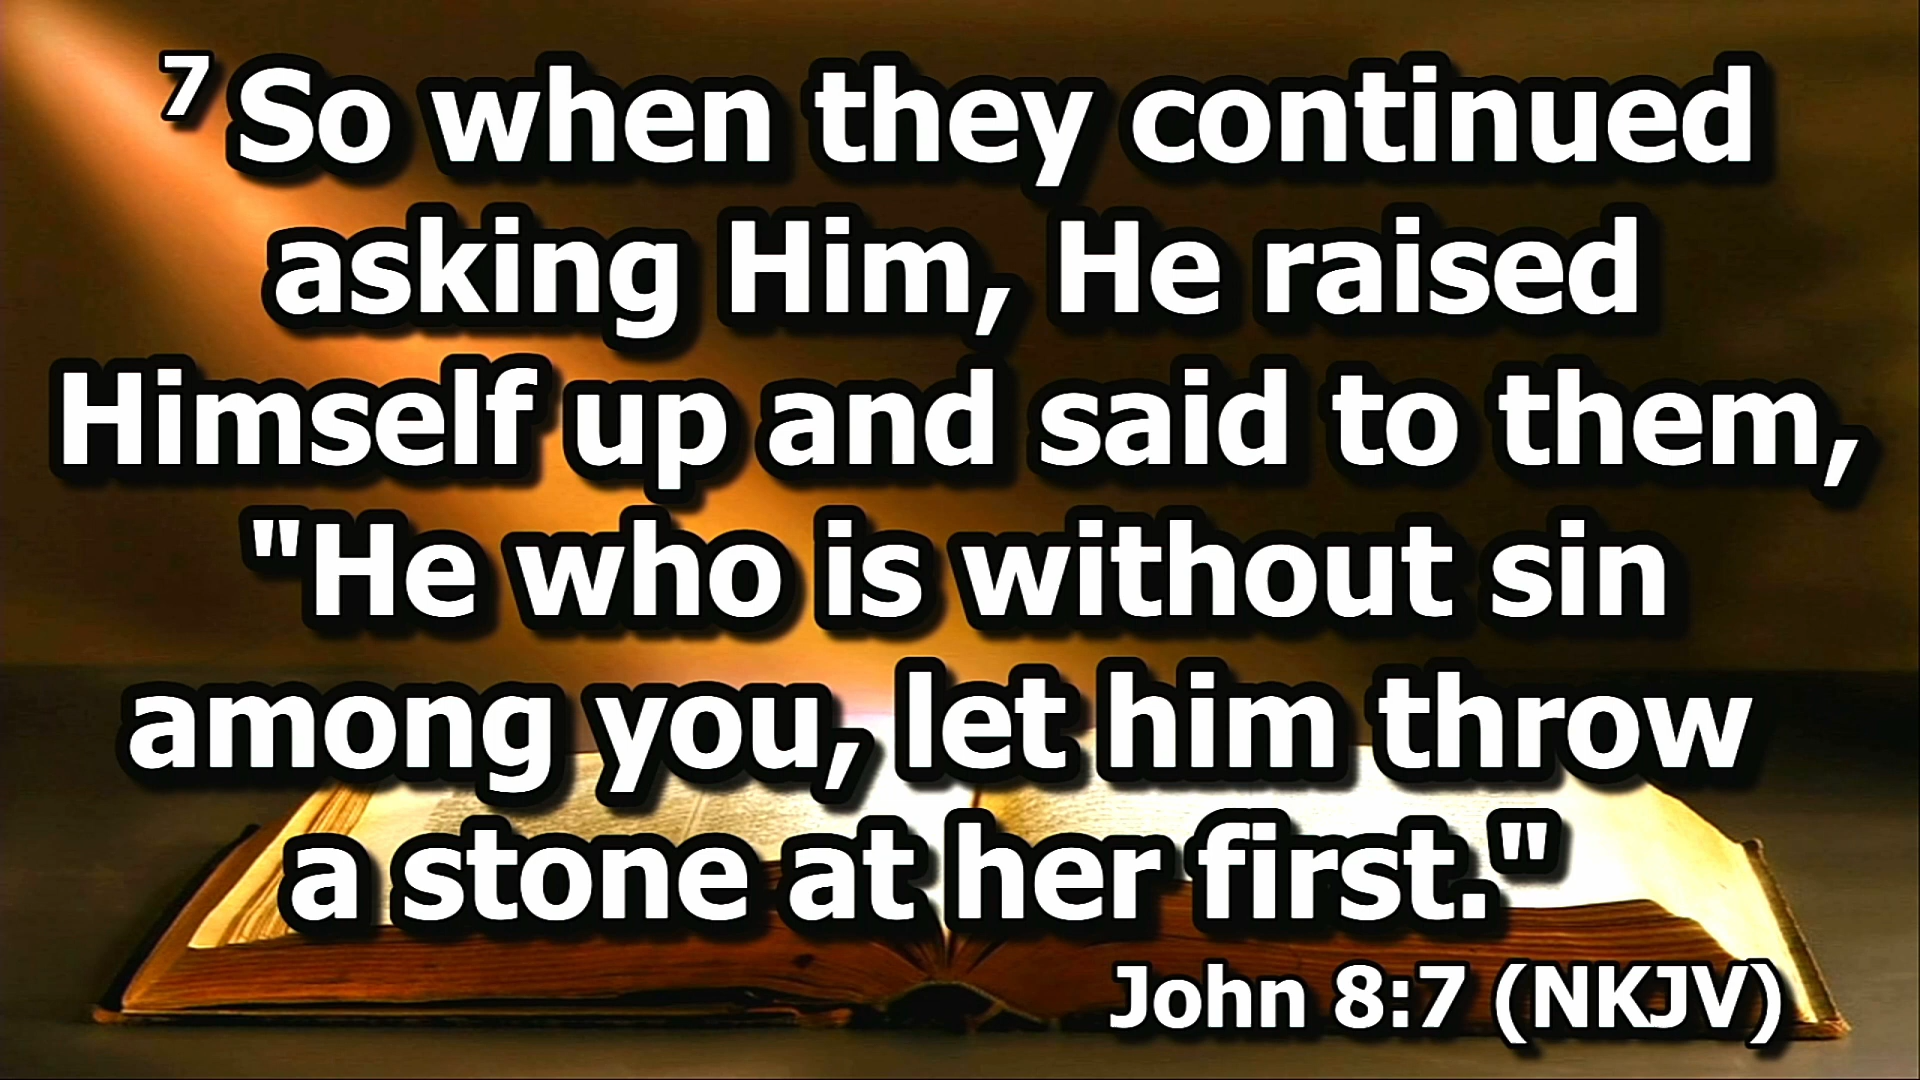 7 So when they continued
asking Him, He raised
Himself up and said to them,
"He who is without sin
among you, let him throw
a stone at her first."
John 8:7 (NKJV)